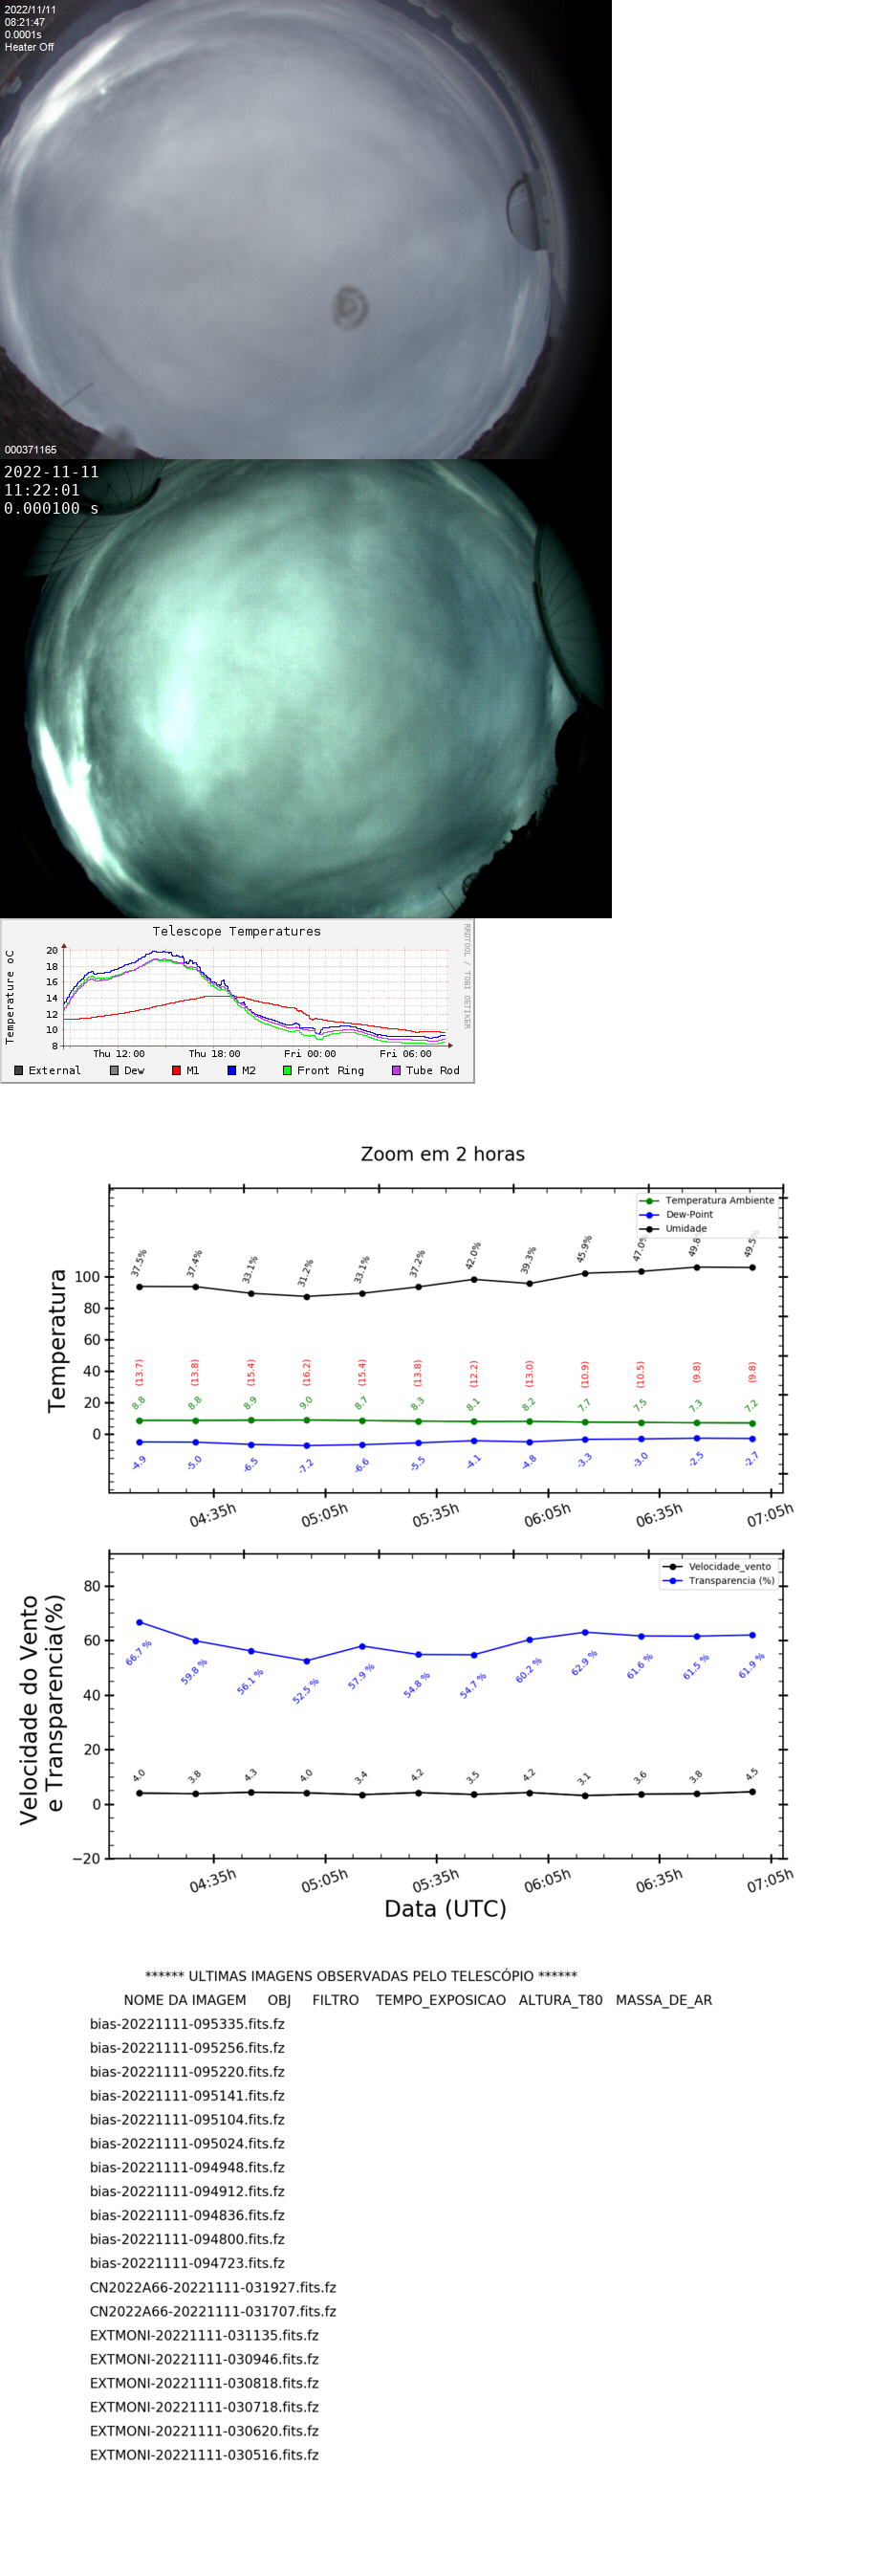 2022/11/11
08:21:47
0.0001s
Heater Off
000371165
2022-11-11
11:22:01
0.000100 s
Telescope Temperatures
RRDTOOL / TOBI OETIKER
Temperature oC
20
18
16
14
12
10
8
Thu 12:00 Thu 18:00 Fri 00:00 Fri 06:00
External Dew M1 M2 Front Ring Tube Rod
Zoom em 2 horas
Temperatura Ambiente
Dew-Point
Umidade
Temperatura
100
80
60
40
20
0
37.5% 37.4% 33.1% 31.2% 33.1% 37.2% 42.0% 39.3% 45.9% 47.0% 49.8% 49.5%
(13.7) (13.8) (15.4) (16.2) (15.4) (13.8) (12.2) (13.0) (10.9) (10.5) (9.8) (9.8)
8.8 8.8 8.9 9.0 8.7 8.3 8.1 8.2 7.7 7.5 7.3 7.2
-4.9 -5.0 -6.5 -7.2 -6.6 -5.5 -4.1 -4.8 -3.3 -3.0 -2.5 -2.7
04:35h 05:05h 05:35h 06:05h 06:35h 07:05h
Velocidade_vento
Transparencia (%)
Velocidade do Vento
e Transparencia(%)
80
60
40
20
0
−20
66.7 % 59.8 % 56.1 % 52.5 % 57.9 % 54.8 % 54.7 % 60.2 % 62.9 % 61.6 % 61.5 % 61.9 %
4.0 3.8 4.3 4.0 3.4 4.2 3.5 4.2 3.1 3.6 3.8 4.5
04:35h 05:05h 05:35h 06:05h 06:35h 07:05h
Data (UTC)
****** ULTIMAS IMAGENS OBSERVADAS PELO TELESCÓPIO ******
NOME DA IMAGEM OBJ FILTRO TEMPO_EXPOSICAO ALTURA_T80 MASSA_DE_AR
bias-20221111-095335.fits.fz
bias-20221111-095256.fits.fz
bias-20221111-095220.fits.fz
bias-20221111-095141.fits.fz
bias-20221111-095104.fits.fz
bias-20221111-095024.fits.fz
bias-20221111-094948.fits.fz
bias-20221111-094912.fits.fz
bias-20221111-094836.fits.fz
bias-20221111-094800.fits.fz
bias-20221111-094723.fits.fz
CN2022A66-20221111-031927.fits.fz
CN2022A66-20221111-031707.fits.fz
EXTMONI-20221111-031135.fits.fz
EXTMONI-20221111-030946.fits.fz
EXTMONI-20221111-030818.fits.fz
EXTMONI-20221111-030718.fits.fz
EXTMONI-20221111-030620.fits.fz
EXTMONI-20221111-030516.fits.fz